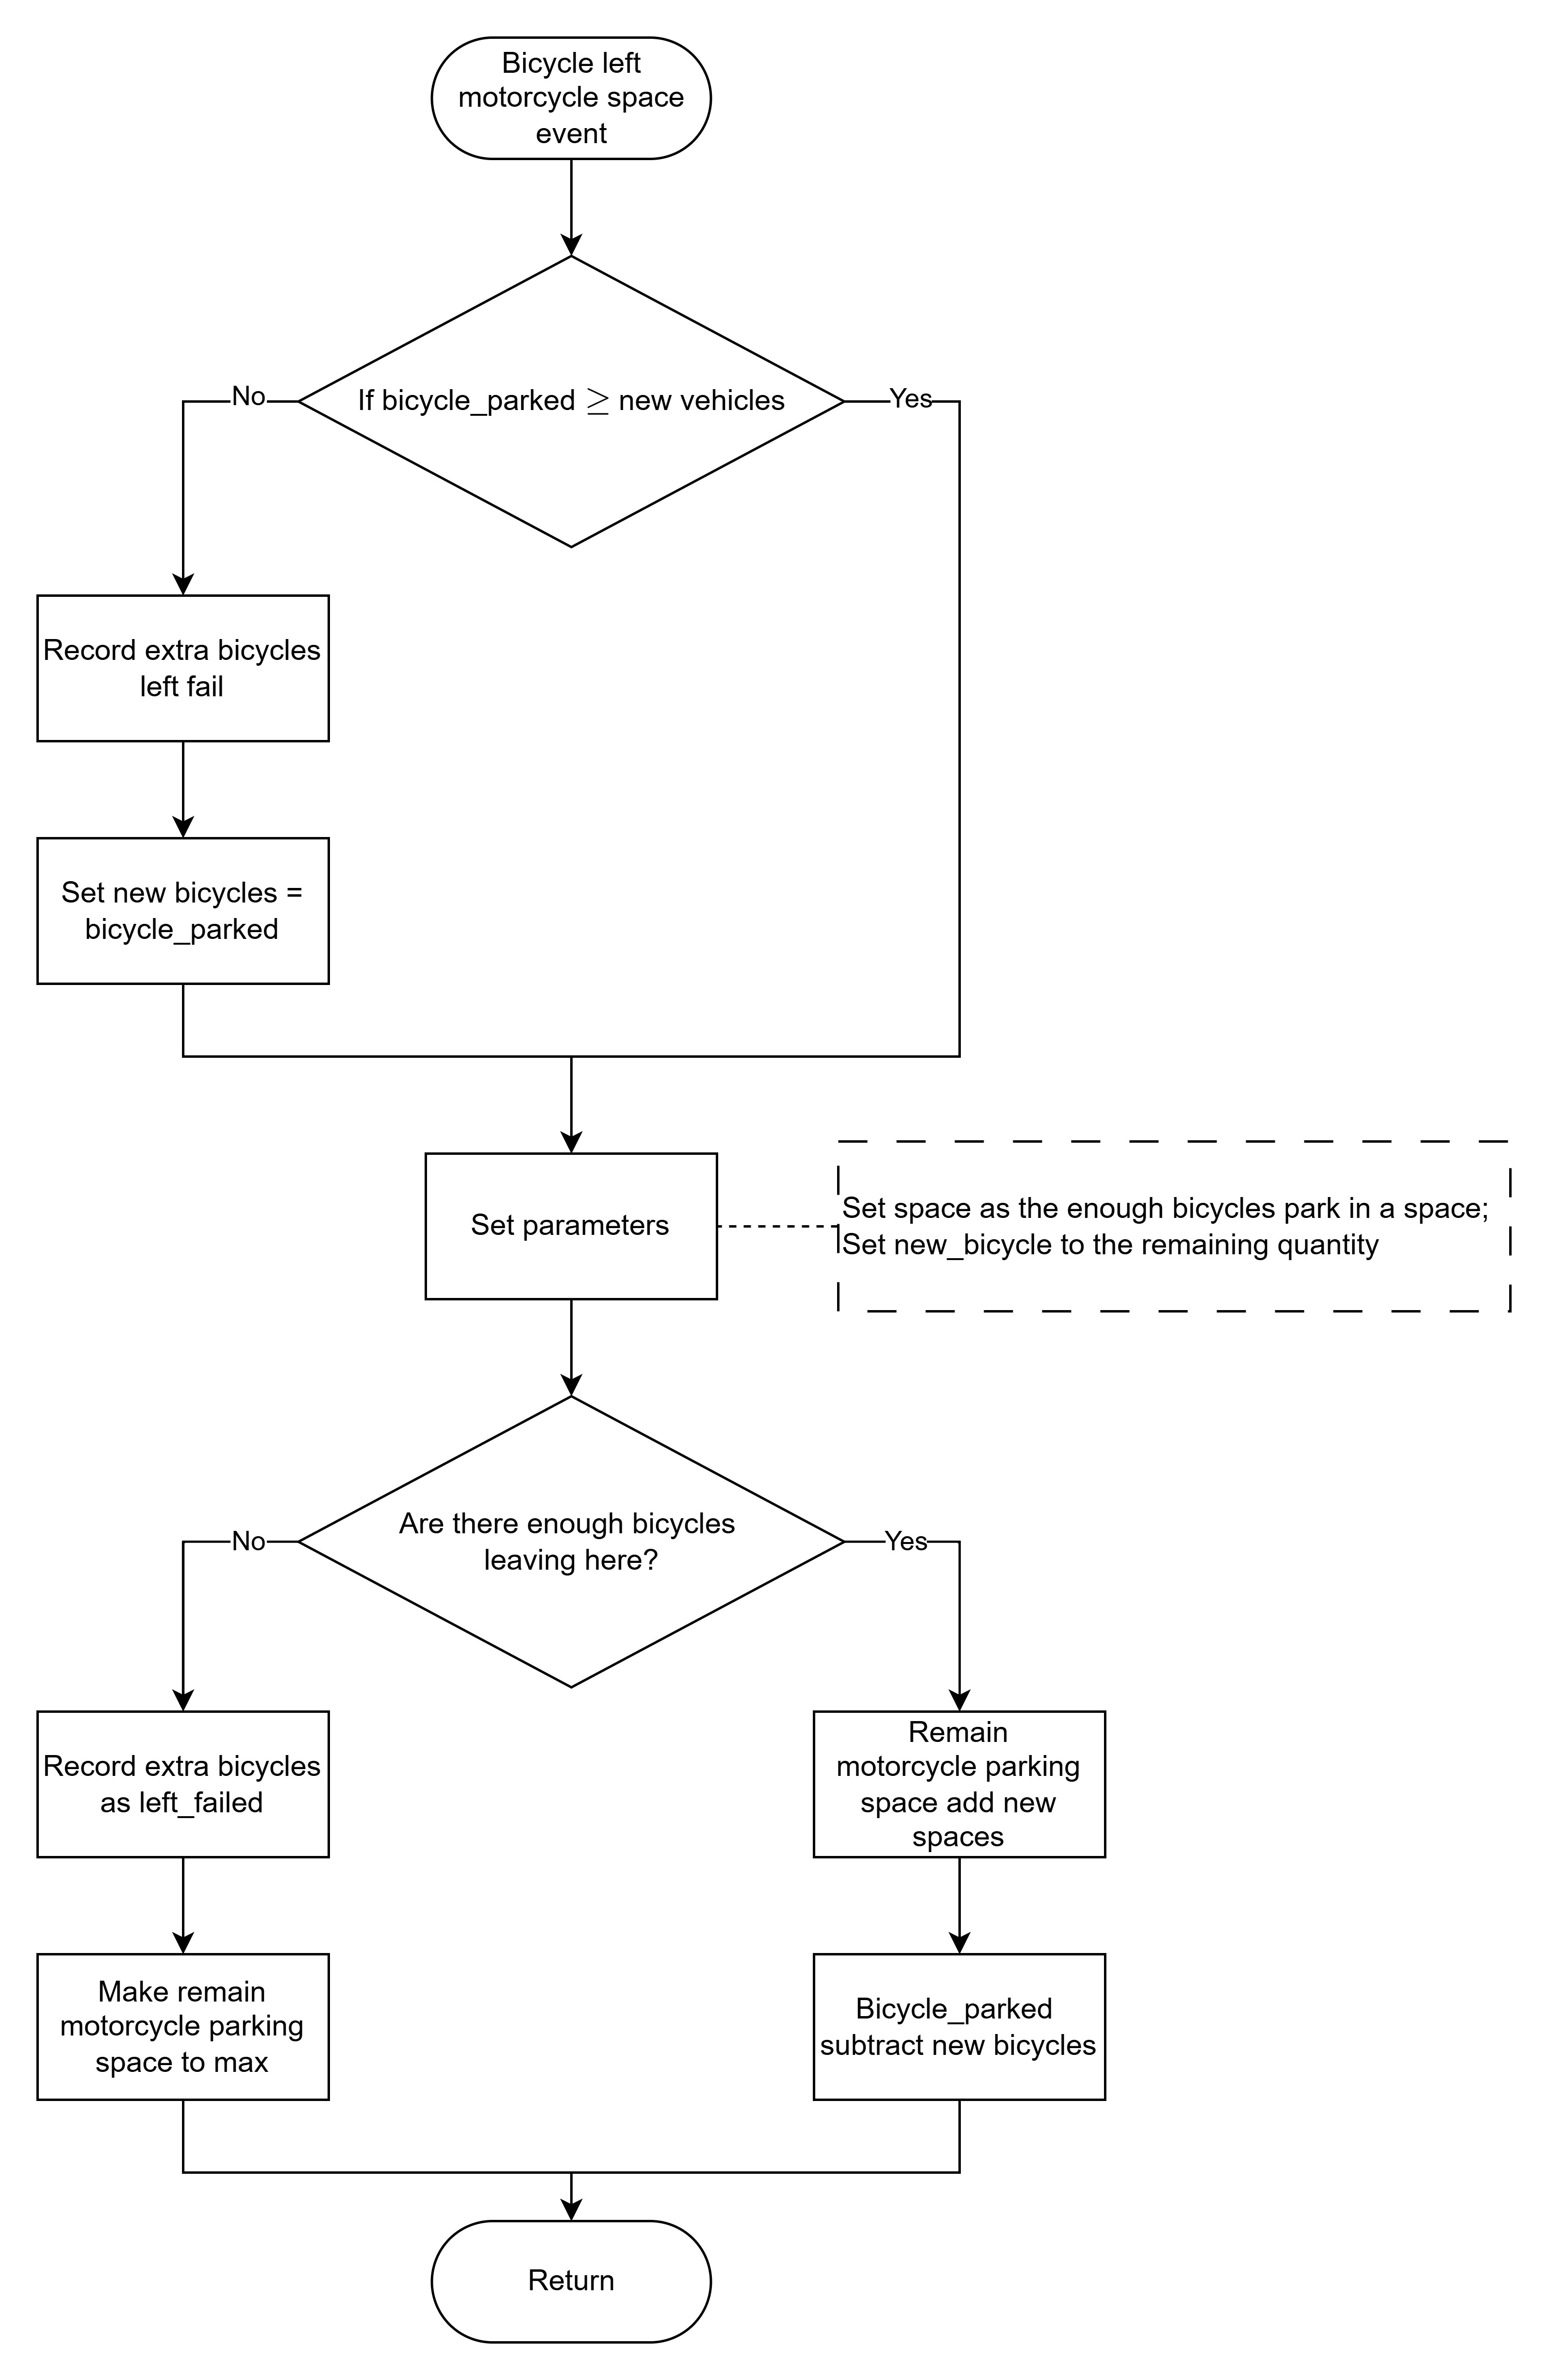 Bicycle left
motorcycle space
event
If bicycle_parked ≥ new vehicles
No
Yes
Record extra bicycles
left fail
Set new bicycles =
bicycle_parked
Set parameters
Set space as the enough bicycles park in a space;
Set new_bicycle to the remaining quantity
Are there enough bicycles
leaving here?
No
Yes
Record extra bicycles
as left_failed
Remain
motorcycle parking
space add new
spaces
Make remain
motorcycle parking
space to max
Bicycle_parked
subtract new bicycles
Return